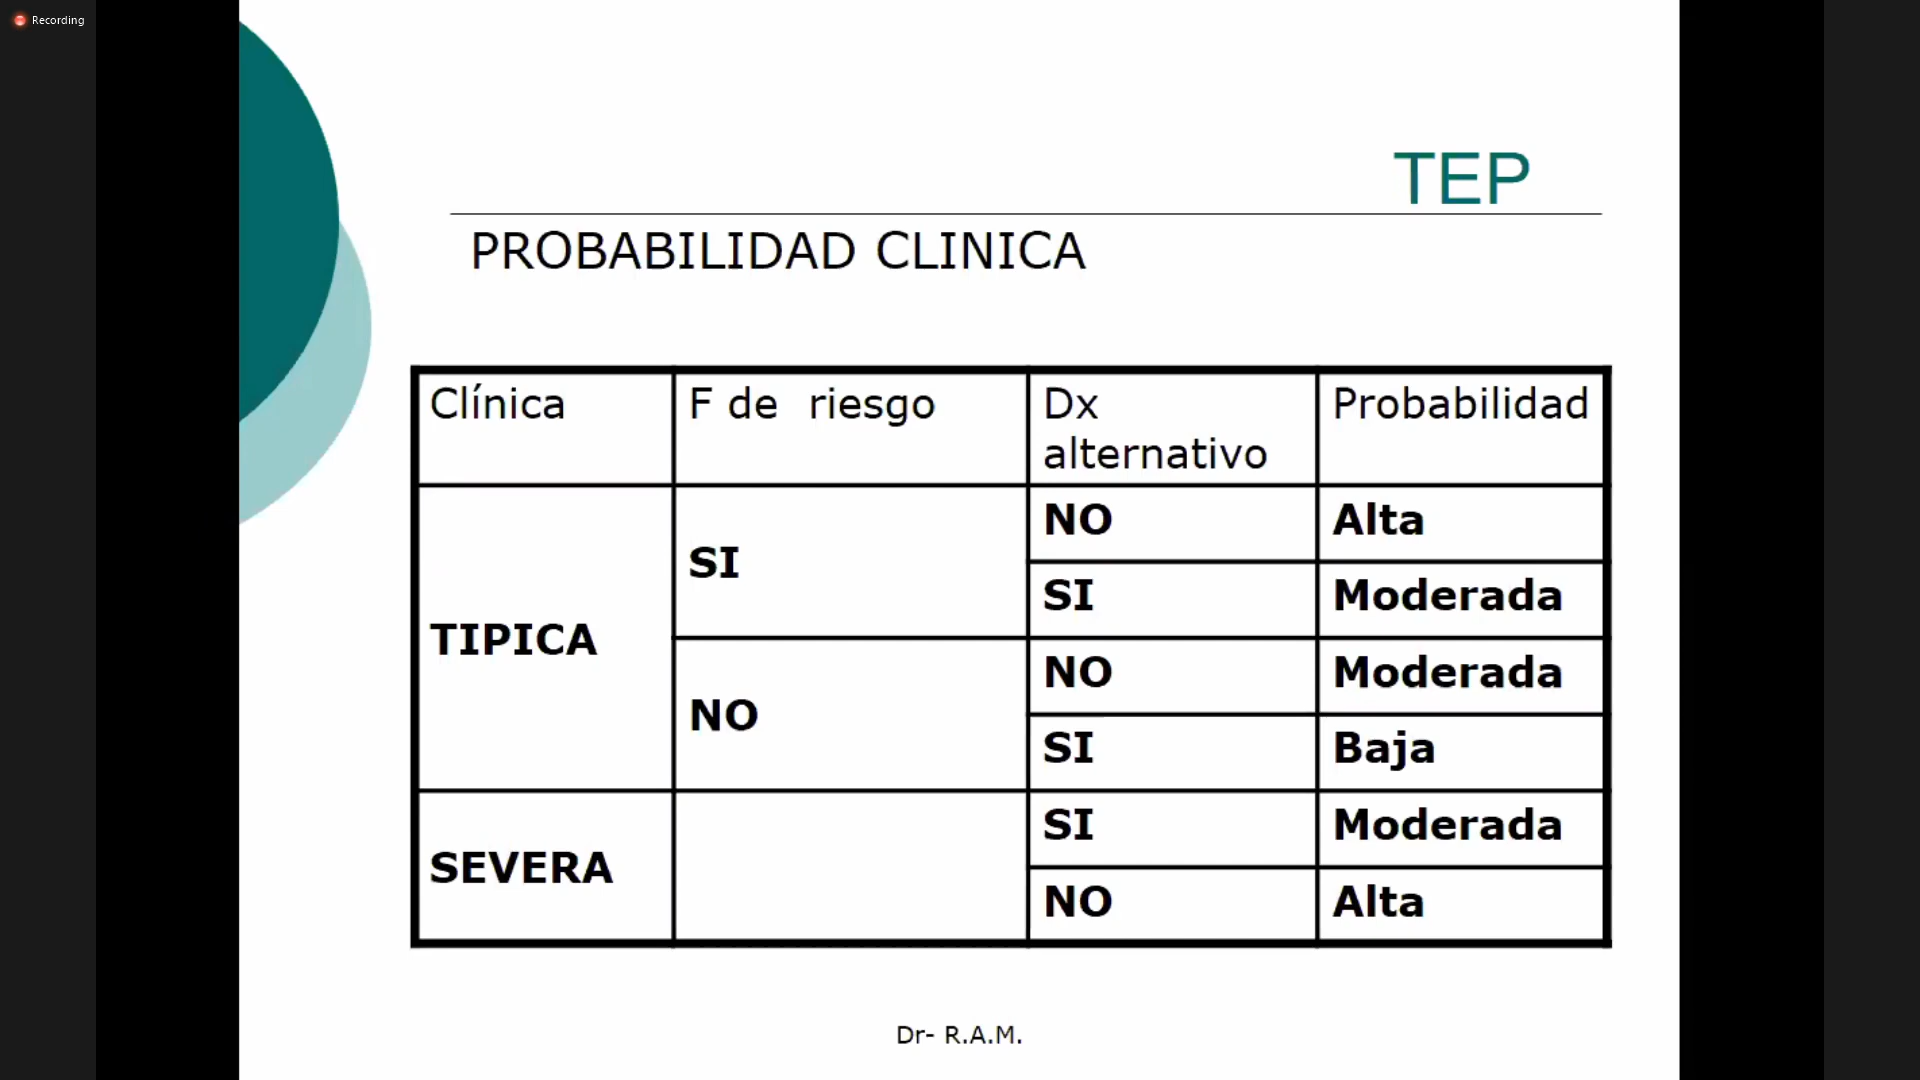 Recording
TEP
PROBABILIDAD CLINICA
Clínica
F de riesgo
Dx
alternativo
Probabilidad
TIPICA
SI
NO
Alta
SI
Moderada
NO
NO
Moderada
SI
Baja
SEVERA
SI
Moderada
NO
Alta
Dr- R.A.M.